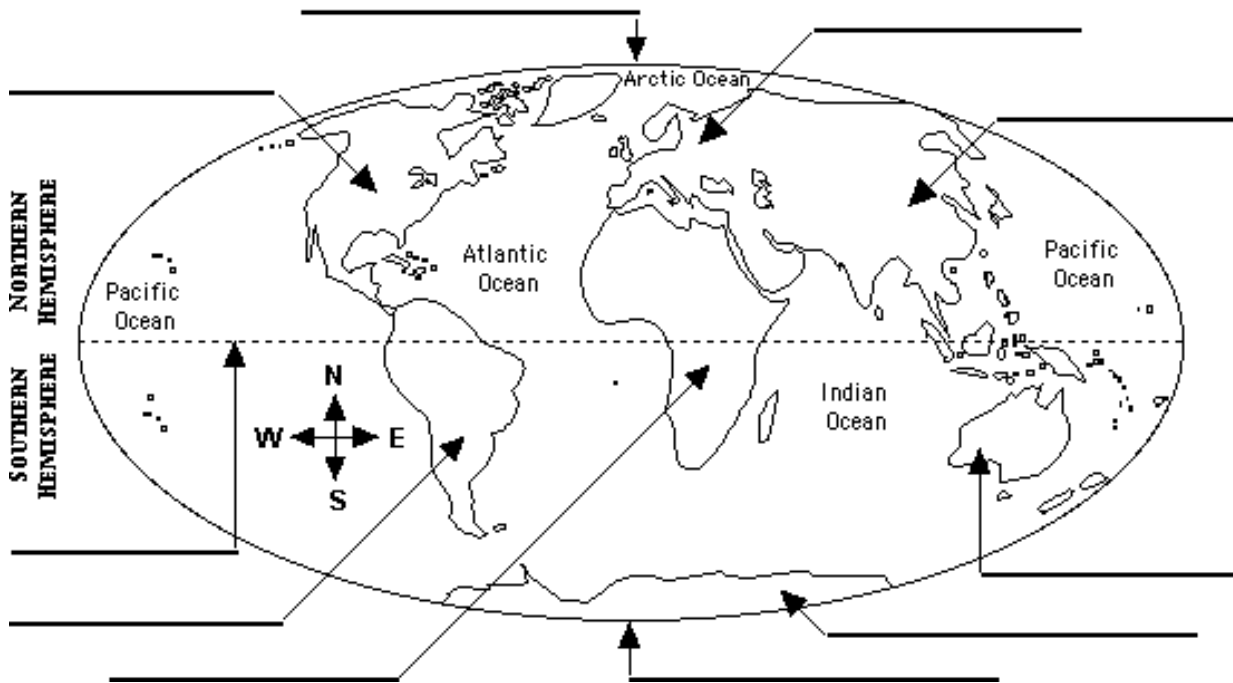 Arctic Ocean
NORTHERN
HEMISPHERE
Atlantic
Ocean
Pacific
Ocean
Pacific
Ocean
SOUTHERN
HEMISPHERE
N
W
E
S
Indian
Ocean